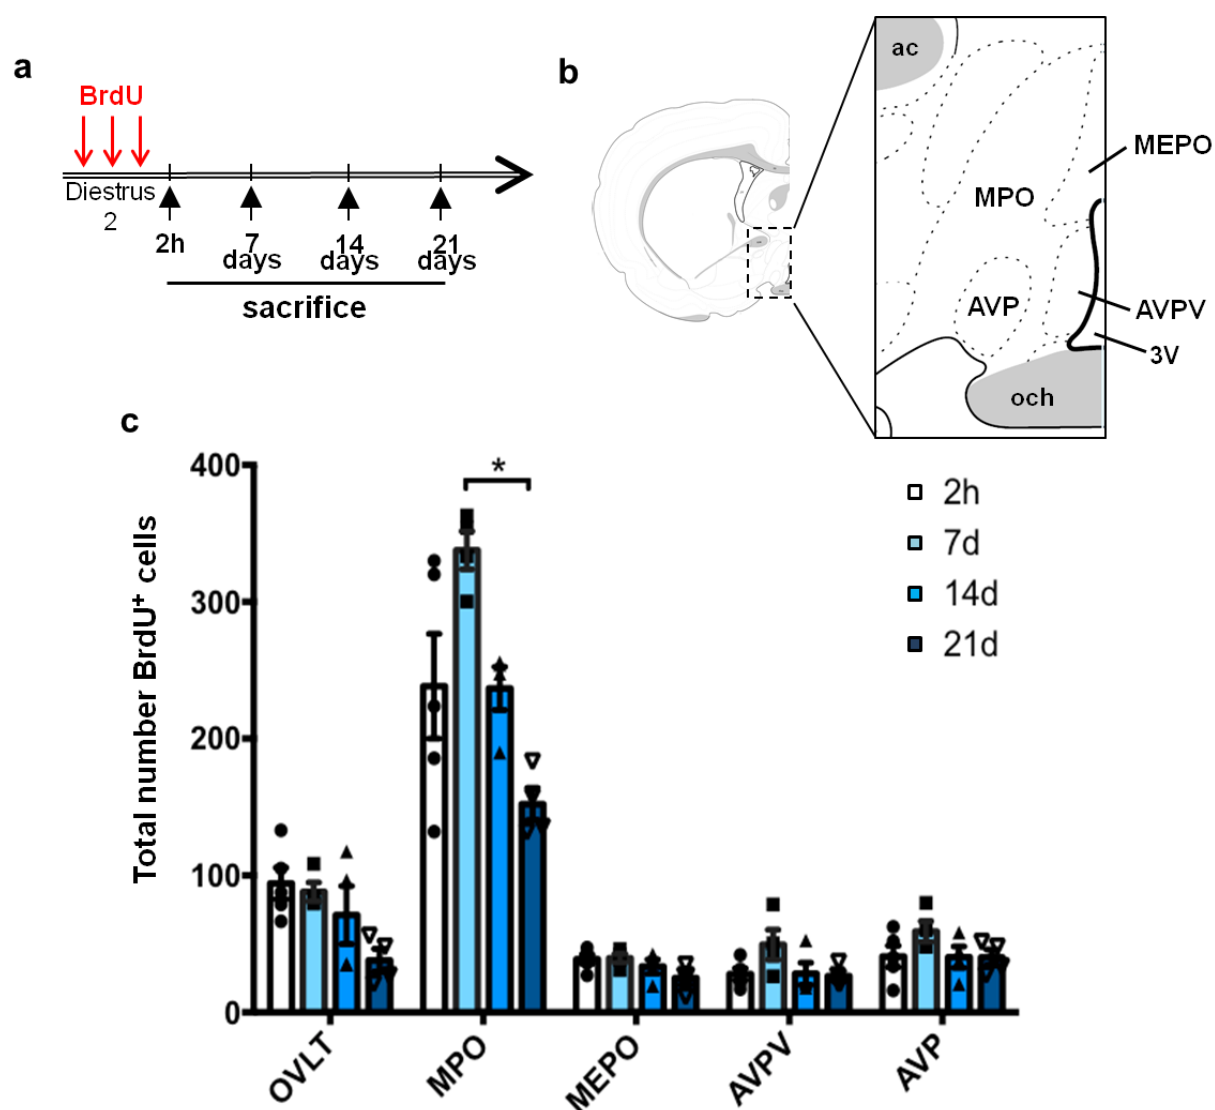 a
BrdU
Diestrus
2
2h
7
days
14
days
21
days
sacrifice
b
ac
MEPO
MPO
AVP
AVPV
3V
och
c
Total number BrdU⁺ cells
400
300
200
100
0
*
2h
7d
14d
21d
OVLT
MPO
MEPO
AVPV
AVP